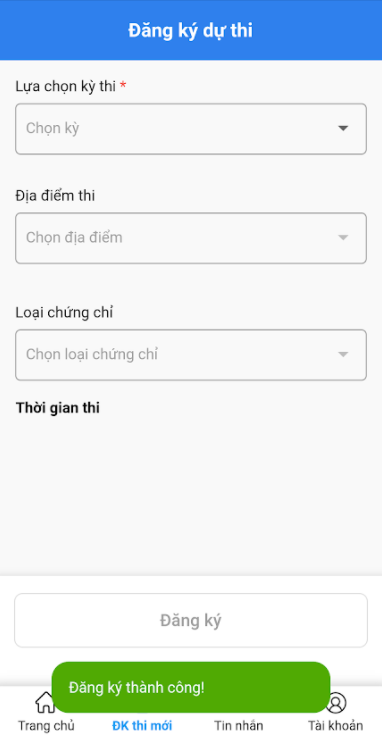 Đăng ký dự thi
Lựa chọn kỳ thi *
Chọn kỳ
Địa điểm thi
Chọn địa điểm
Loại chứng chỉ
Chọn loại chứng chỉ
Thời gian thi
Đăng ký
Đăng ký thành công!
Trang chủ
ĐK thi mới
Tin nhắn
Tài khoản